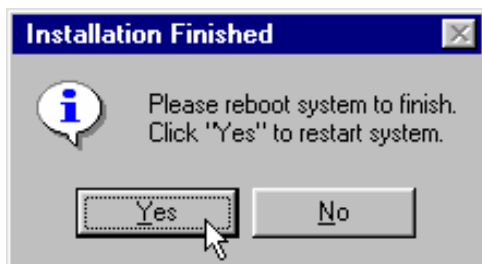 Installation Finished
Please reboot system to finish.
Click "Yes" to restart system.
Yes
No